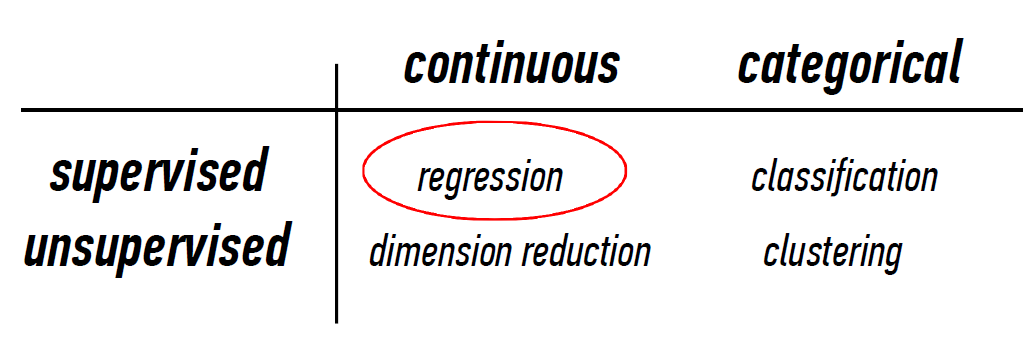 continuous categorical
supervised regression classification
unsupervised dimension reduction clustering